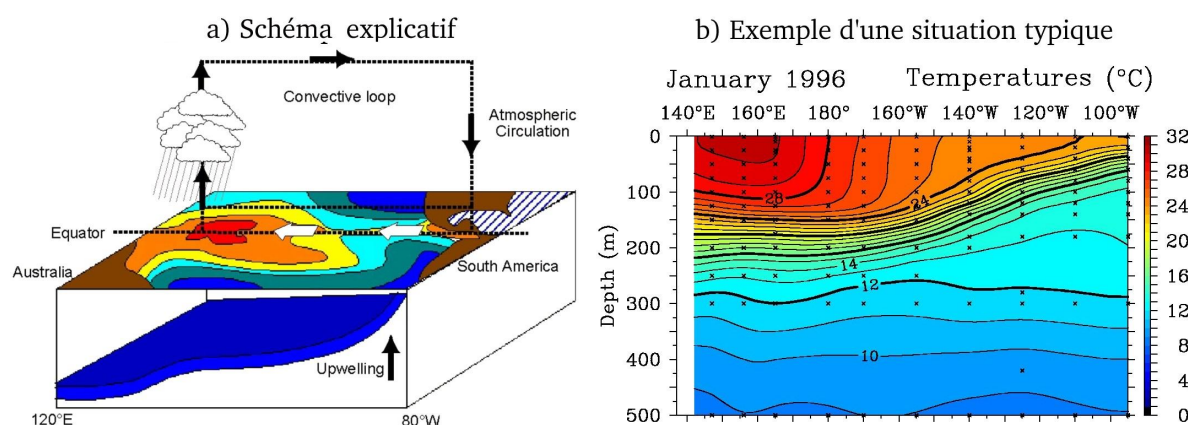 a) Schéma explicatif
b) Exemple d'une situation typique
Convective loop
Atmospheric
Circulation
Equator
Australia
South America
Upwelling
120°E
80°W
January 1996 Temperatures (°C)
140°E 160°E 180° 160°W 140°W 120°W 100°W
Depth (m)
0
100
200
300
400
500
28
24
14
12
10
32
28
24
20
16
12
8
4
0